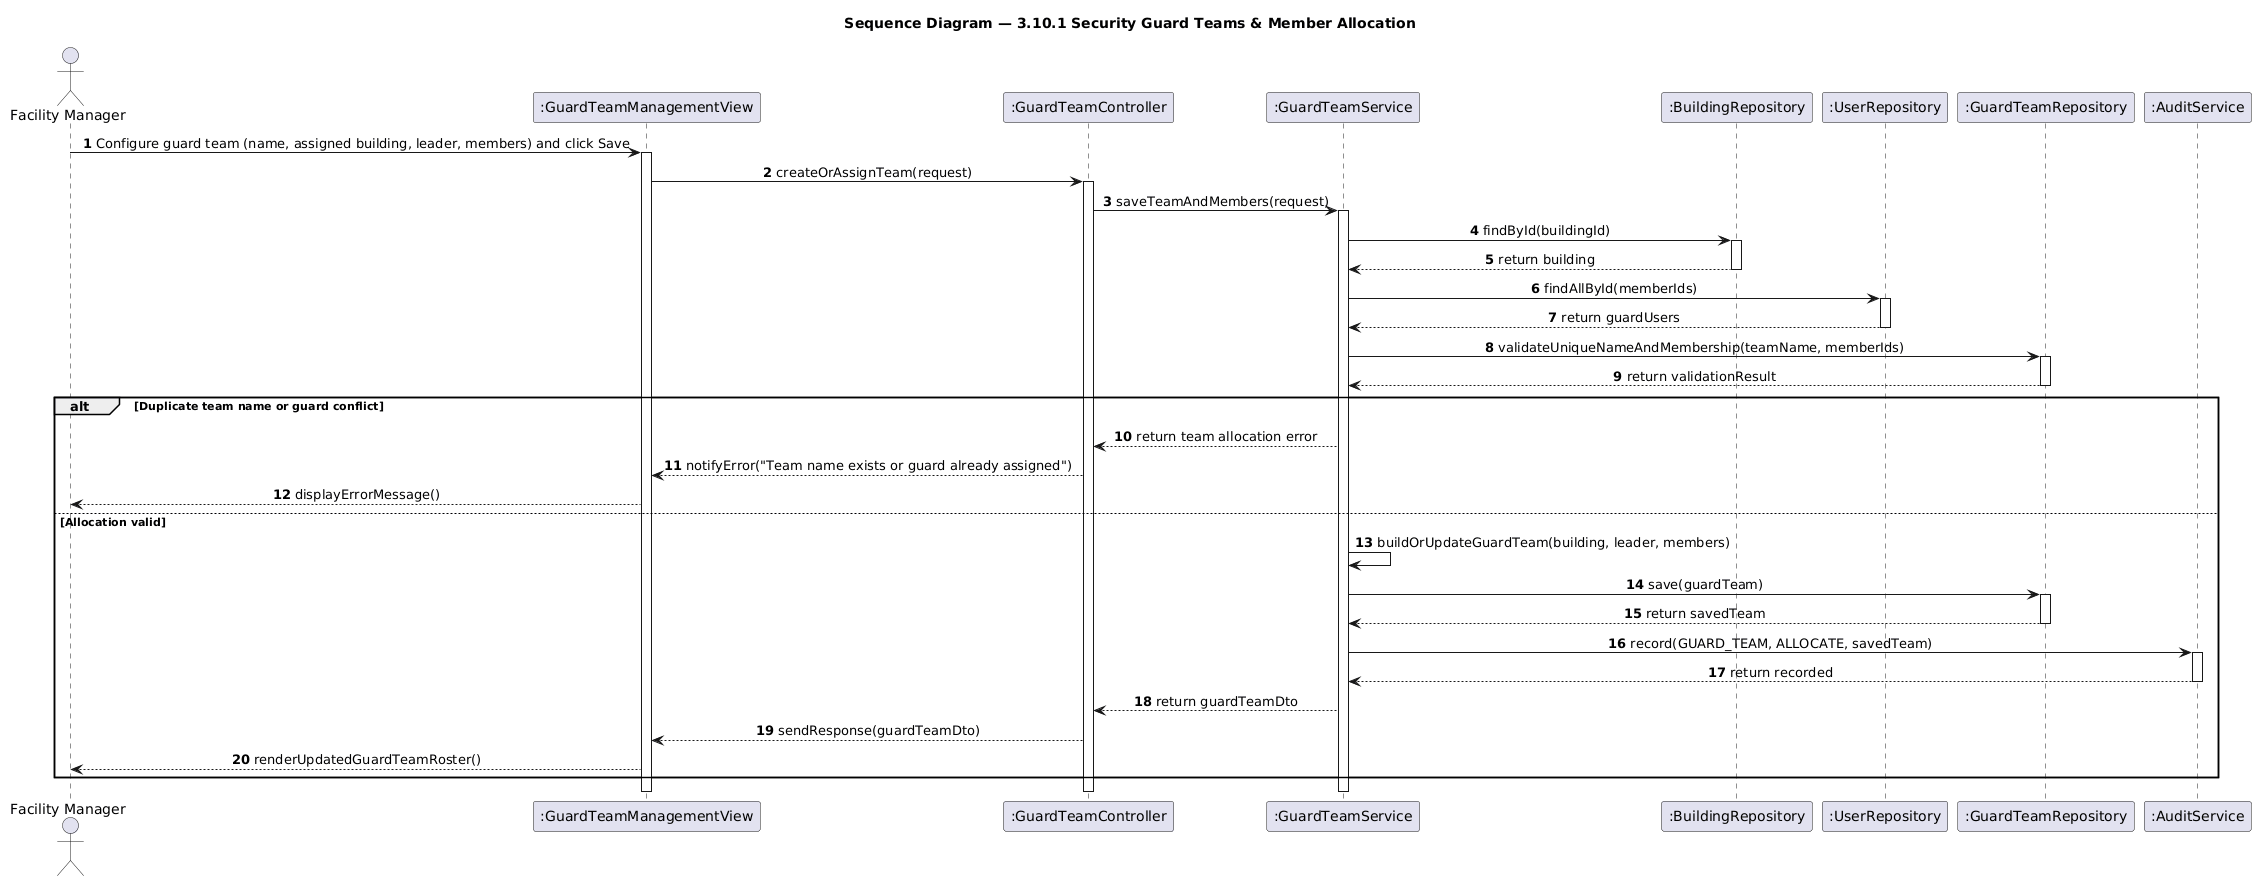 Sequence Diagram — 3.10.1 Security Guard Teams & Member Allocation
Facility Manager
:GuardTeamManagementView
:GuardTeamController
:GuardTeamService
:BuildingRepository
:UserRepository
:GuardTeamRepository
:AuditService
1 Configure guard team (name, assigned building, leader, members) and click Save
2 createOrAssignTeam(request)
3 saveTeamAndMembers(request)
4 findById(buildingId)
5 return building
6 findAllById(memberIds)
7 return guardUsers
8 validateUniqueNameAndMembership(teamName, memberIds)
9 return validationResult
alt [Duplicate team name or guard conflict]
10 return team allocation error
11 notifyError("Team name exists or guard already assigned")
12 displayErrorMessage()
[Allocation valid]
13 buildOrUpdateGuardTeam(building, leader, members)
14 save(guardTeam)
15 return savedTeam
16 record(GUARD_TEAM, ALLOCATE, savedTeam)
17 return recorded
18 return guardTeamDto
19 sendResponse(guardTeamDto)
20 renderUpdatedGuardTeamRoster()
Facility Manager
:GuardTeamManagementView
:GuardTeamController
:GuardTeamService
:BuildingRepository
:UserRepository
:GuardTeamRepository
:AuditService